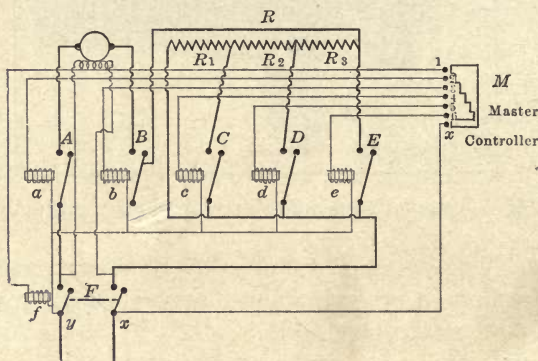 R
R1 R2 R3
1
M
Master
Controller
x
A B C D E
a b c d e
f F
y x